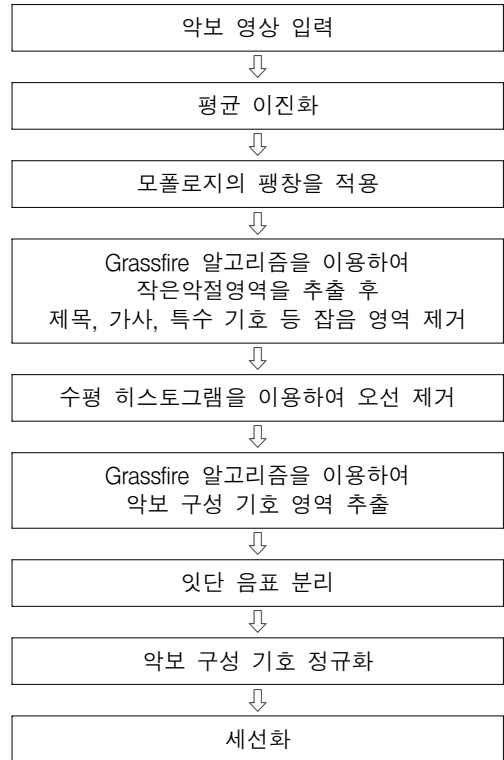 악보 영상 입력
평균 이진화
모폴로지의 팽창을 적용
Grassfire 알고리즘을 이용하여
작은악절영역을 추출 후
제목, 가사, 특수 기호 등 잡음 영역 제거
수평 히스토그램을 이용하여 오선 제거
Grassfire 알고리즘을 이용하여
악보 구성 기호 영역 추출
잇단 음표 분리
악보 구성 기호 정규화
세선화